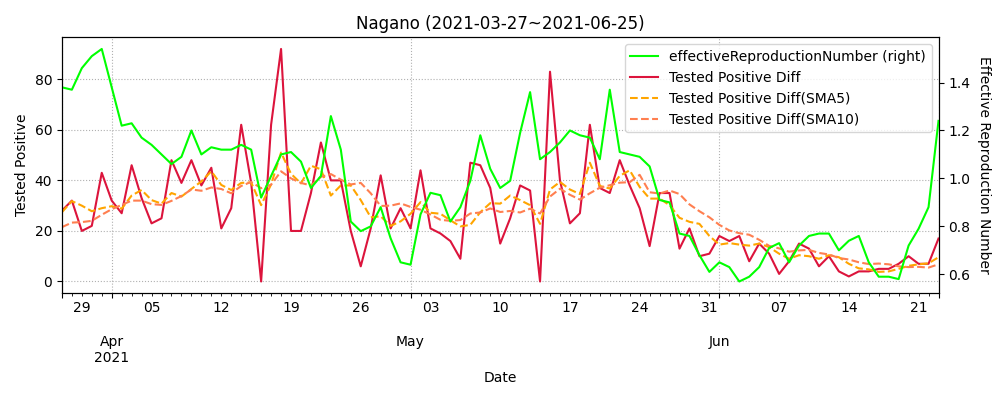 Nagano (2021-03-27~2021-06-25)
effectiveReproductionNumber (right)
Tested Positive Diff
Tested Positive Diff(SMA5)
Tested Positive Diff(SMA10)
Tested Positive
80
60
40
20
0
Effective Reproduction Number
1.4
1.2
1.0
0.8
0.6
29 05 12 19 26 03 10 17 24 31 07 14 21
Apr May Jun
2021
Date